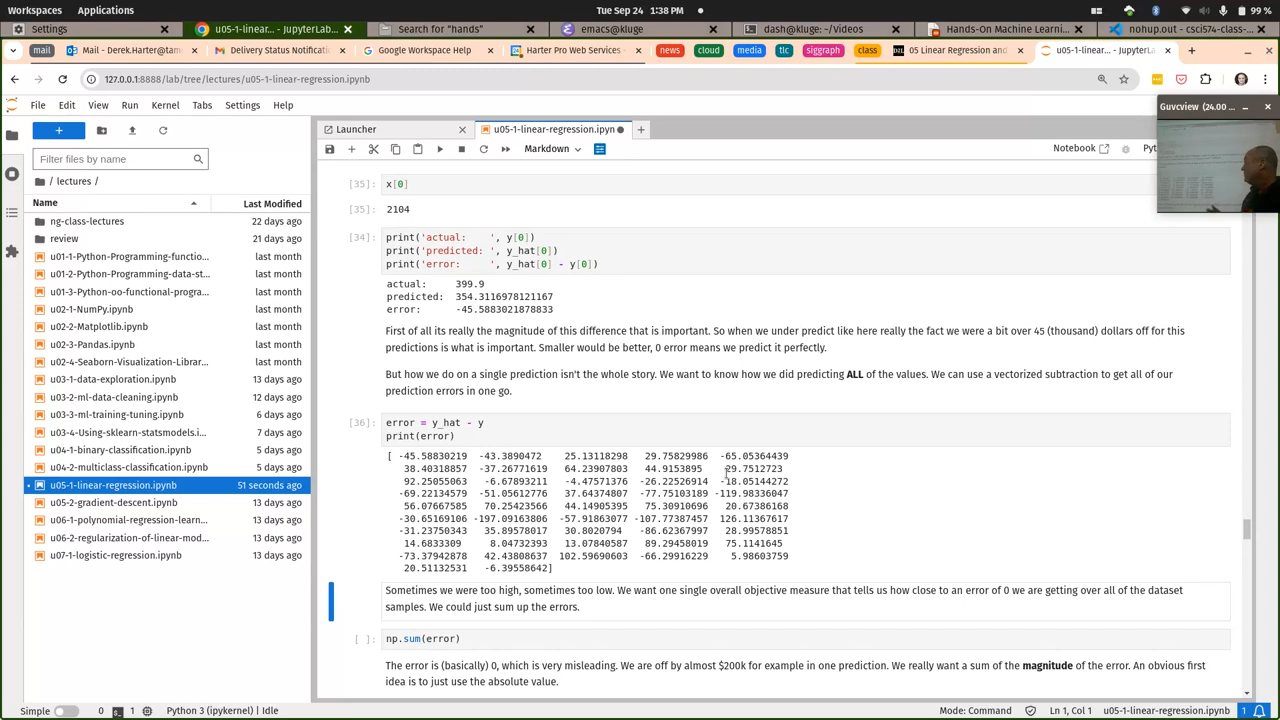 Workspaces Applications Tue Sep 24 1:38 PM 99 %
Settings u05-1-linear-regression.ipynb - JupyterLab Search for "hands" emacs@kluge dash@kluge: ~/Videos Hands-On Machine Learning nohup.out - csci574-class-
mail Mail - Derek.Harter@tamu Delivery Status Notificati Google Workspace Help Harter Pro Web Services - news cloud media tlc siggraph class 05 Linear Regression and u05-1-linear... - JupyterLa
127.0.0.1:8888/lab/tree/lectures/u05-1-linear-regression.ipynb
File Edit View Run Kernel Tabs Settings Help
Guvcview (24.00 ...
Launcher
u05-1-linear-regression.ipyn
Markdown
Notebook
Filter files by name
/ lectures /
Name Last Modified
ng-class-lectures 22 days ago
review 21 days ago
u01-1-Python-Programming-functio... last month
u01-2-Python-Programming-data-st... last month
u01-3-Python-oo-functional-progra... last month
u02-1-NumPy.ipynb last month
u02-2-Matplotlib.ipynb last month
u02-3-Pandas.ipynb last month
u02-4-Seaborn-Visualization-Librar... last month
u03-1-data-exploration.ipynb 13 days ago
u03-2-ml-data-cleaning.ipynb 13 days ago
u03-3-ml-training-tuning.ipynb 6 days ago
u03-4-Using-sklearn-statsmodels.i... 7 days ago
u04-1-binary-classification.ipynb 5 days ago
u04-2-multiclass-classification.ipynb 5 days ago
u05-1-linear-regression.ipynb 51 seconds ago
u05-2-gradient-descent.ipynb 13 days ago
u06-1-polynomial-regression-learn... 13 days ago
u06-2-regularization-of-linear-mod... 13 days ago
u07-1-logistic-regression.ipynb 13 days ago
[35]: x[0]
[35]: 2104
[34]: print('actual:    ', y[0])
print('predicted: ', y_hat[0])
print('error:     ', y_hat[0] - y[0])
actual:     399.9
predicted:  354.3116978121167
error:      -45.5883021878833
First of all its really the magnitude of this difference that is important. So when we under predict like here really the fact we were a bit over 45 (thousand) dollars off for this
predictions is what is important. Smaller would be better, 0 error means we predict it perfectly.
But how we do on a single prediction isn't the whole story. We want to know how we did predicting ALL of the values. We can use a vectorized subtraction to get all of our
prediction errors in one go.
[36]: error = y_hat - y
print(error)
[ -45.58830219 -43.3890472 25.13118298 29.75829986 -65.05364439
38.40318857 -37.26771619 64.23907803 44.9153895 -29.7512723
92.25055063 -6.67893211 -4.47571376 -26.22526914 -18.05144272
-69.22134579 -51.05612776 37.64374807 -77.75103189 -119.98336047
56.07667585 70.25423566 44.14905395 75.30910696 20.67386168
-30.65169106 -197.09163806 -57.91863077 -107.77387457 126.11367617
-31.23750343 35.89578017 30.8020794 -86.62367997 28.99578851
14.6833309 8.04732393 13.07840587 89.29458019 75.1141645
-73.37942878 42.43808637 102.59690603 -66.29916229 5.98603759
20.51132531 -6.39558642]
Sometimes we were too high, sometimes too low. We want one single overall objective measure that tells us how close to an error of 0 we are getting over all of the dataset
samples. We could just sum up the errors.
[ ]: np.sum(error)
The error is (basically) 0, which is very misleading. We are off by almost $200k for example in one prediction. We really want a sum of the magnitude of the error. An obvious first
idea is to just use the absolute value.
Simple 0 1 Python 3 (ipykernel) | Idle Mode: Command Ln 1, Col 1 u05-1-linear-regression.ipynb 1